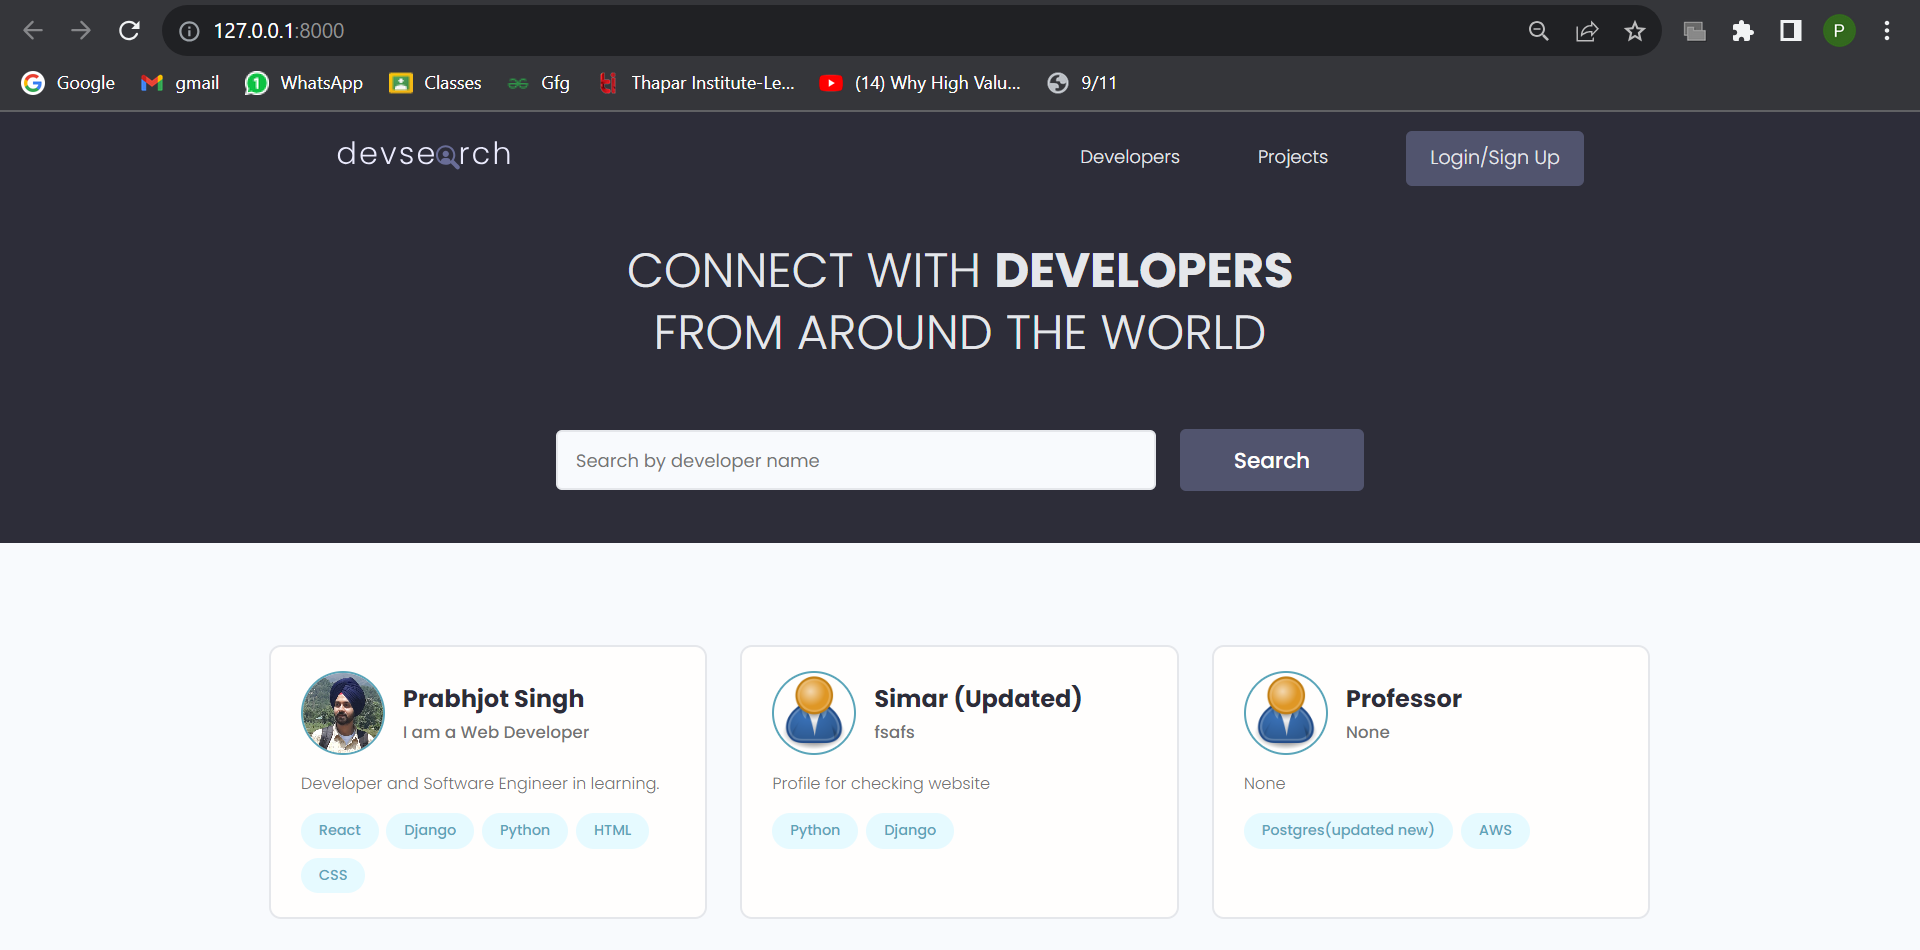 127.0.0.1:8000
P
Google gmail WhatsApp Classes Gfg Thapar Institute-Le... (14) Why High Valu... 9/11
devsearch Developers Projects Login/Sign Up
CONNECT WITH DEVELOPERS
FROM AROUND THE WORLD
Search by developer name Search
Prabhjot Singh
I am a Web Developer
Developer and Software Engineer in learning.
React Django Python HTML
CSS
Simar (Updated)
fsafs
Profile for checking website
Python Django
Professor
None
None
Postgres(updated new) AWS